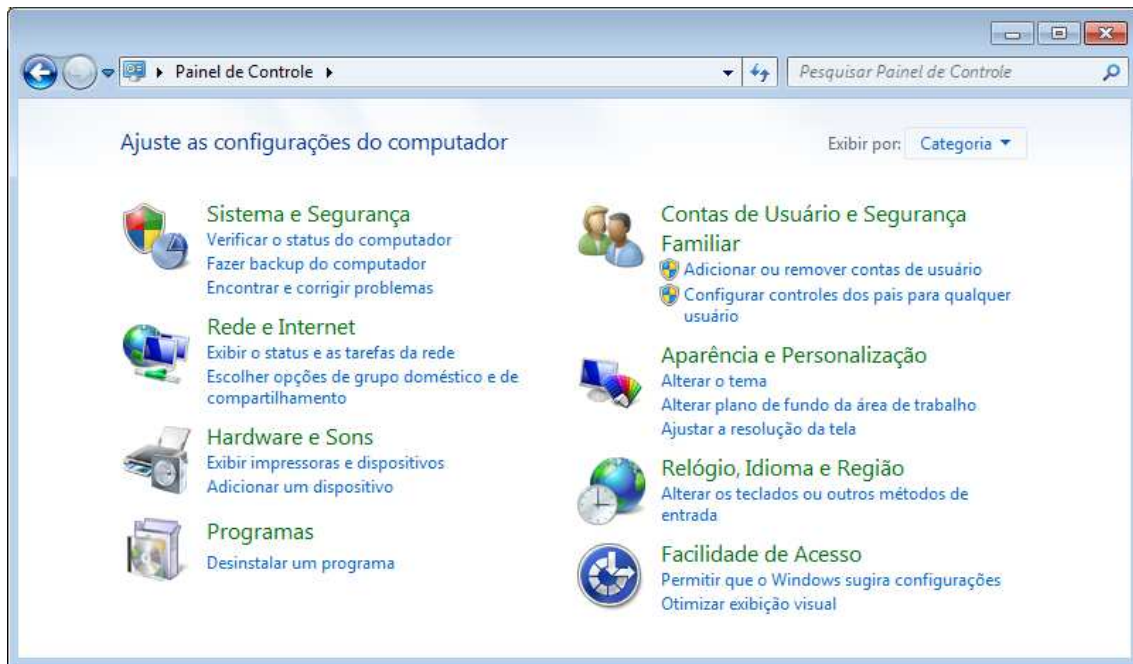 Painel de Controle
Pesquisar Painel de Controle
Ajuste as configurações do computador
Exibir por: Categoria
Sistema e Segurança
Verificar o status do computador
Fazer backup do computador
Encontrar e corrigir problemas
Rede e Internet
Exibir o status e as tarefas da rede
Escolher opções de grupo doméstico e de
compartilhamento
Hardware e Sons
Exibir impressoras e dispositivos
Adicionar um dispositivo
Programas
Desinstalar um programa
Contas de Usuário e Segurança
Familiar
Adicionar ou remover contas de usuário
Configurar controles dos pais para qualquer
usuário
Aparência e Personalização
Alterar o tema
Alterar plano de fundo da área de trabalho
Ajustar a resolução da tela
Relógio, Idioma e Região
Alterar os teclados ou outros métodos de
entrada
Facilidade de Acesso
Permitir que o Windows sugira configurações
Otimizar exibição visual